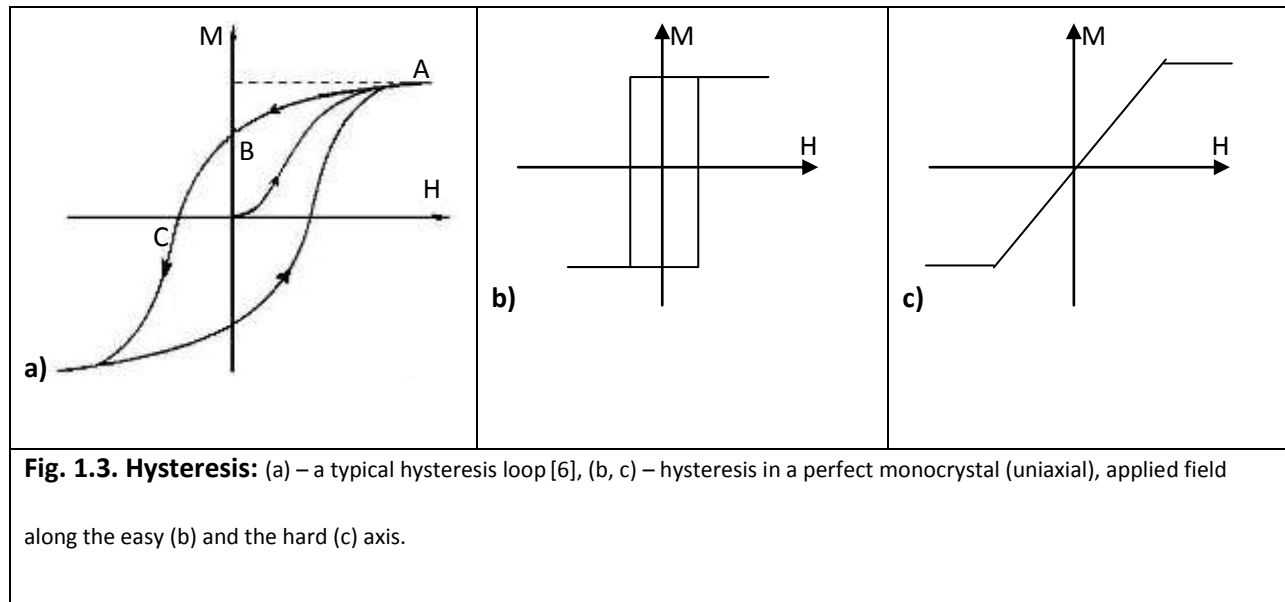 M
A
B
H
C
a)
M
H
b)
M
H
c)
Fig. 1.3. Hysteresis: (a) – a typical hysteresis loop [6], (b, c) – hysteresis in a perfect monocrystal (uniaxial), applied field
along the easy (b) and the hard (c) axis.